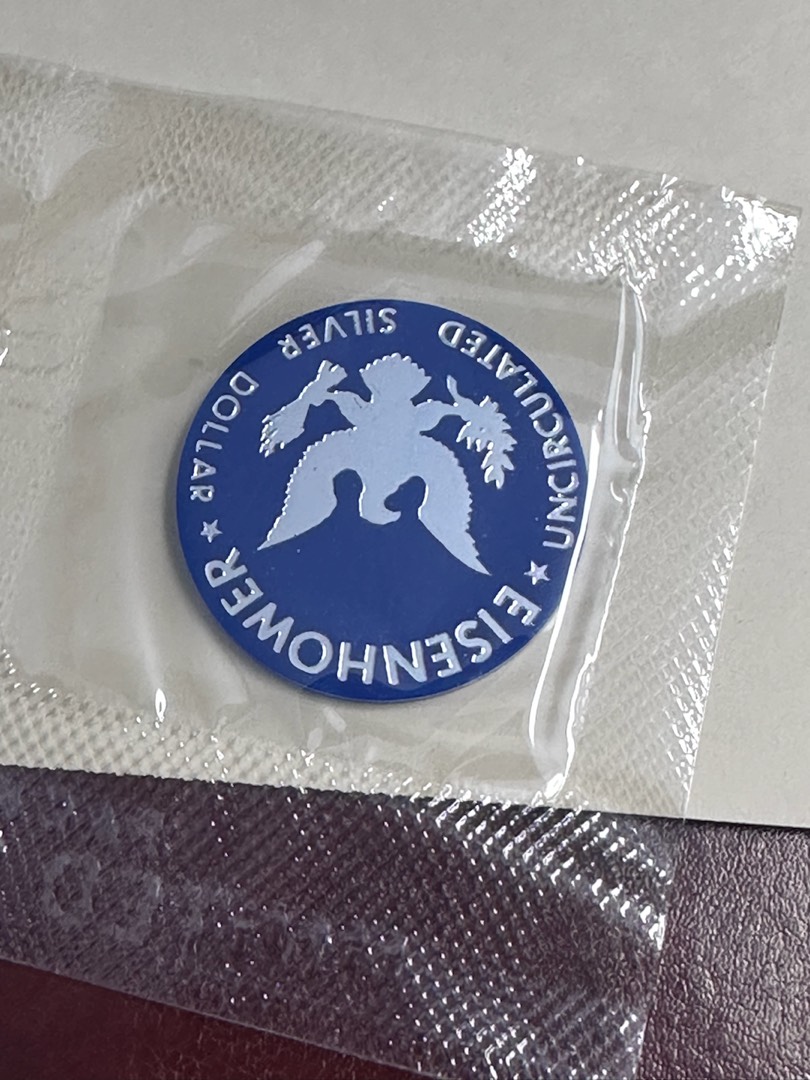 EISENHOWER
★ UNCIRCULATED SILVER DOLLAR ★